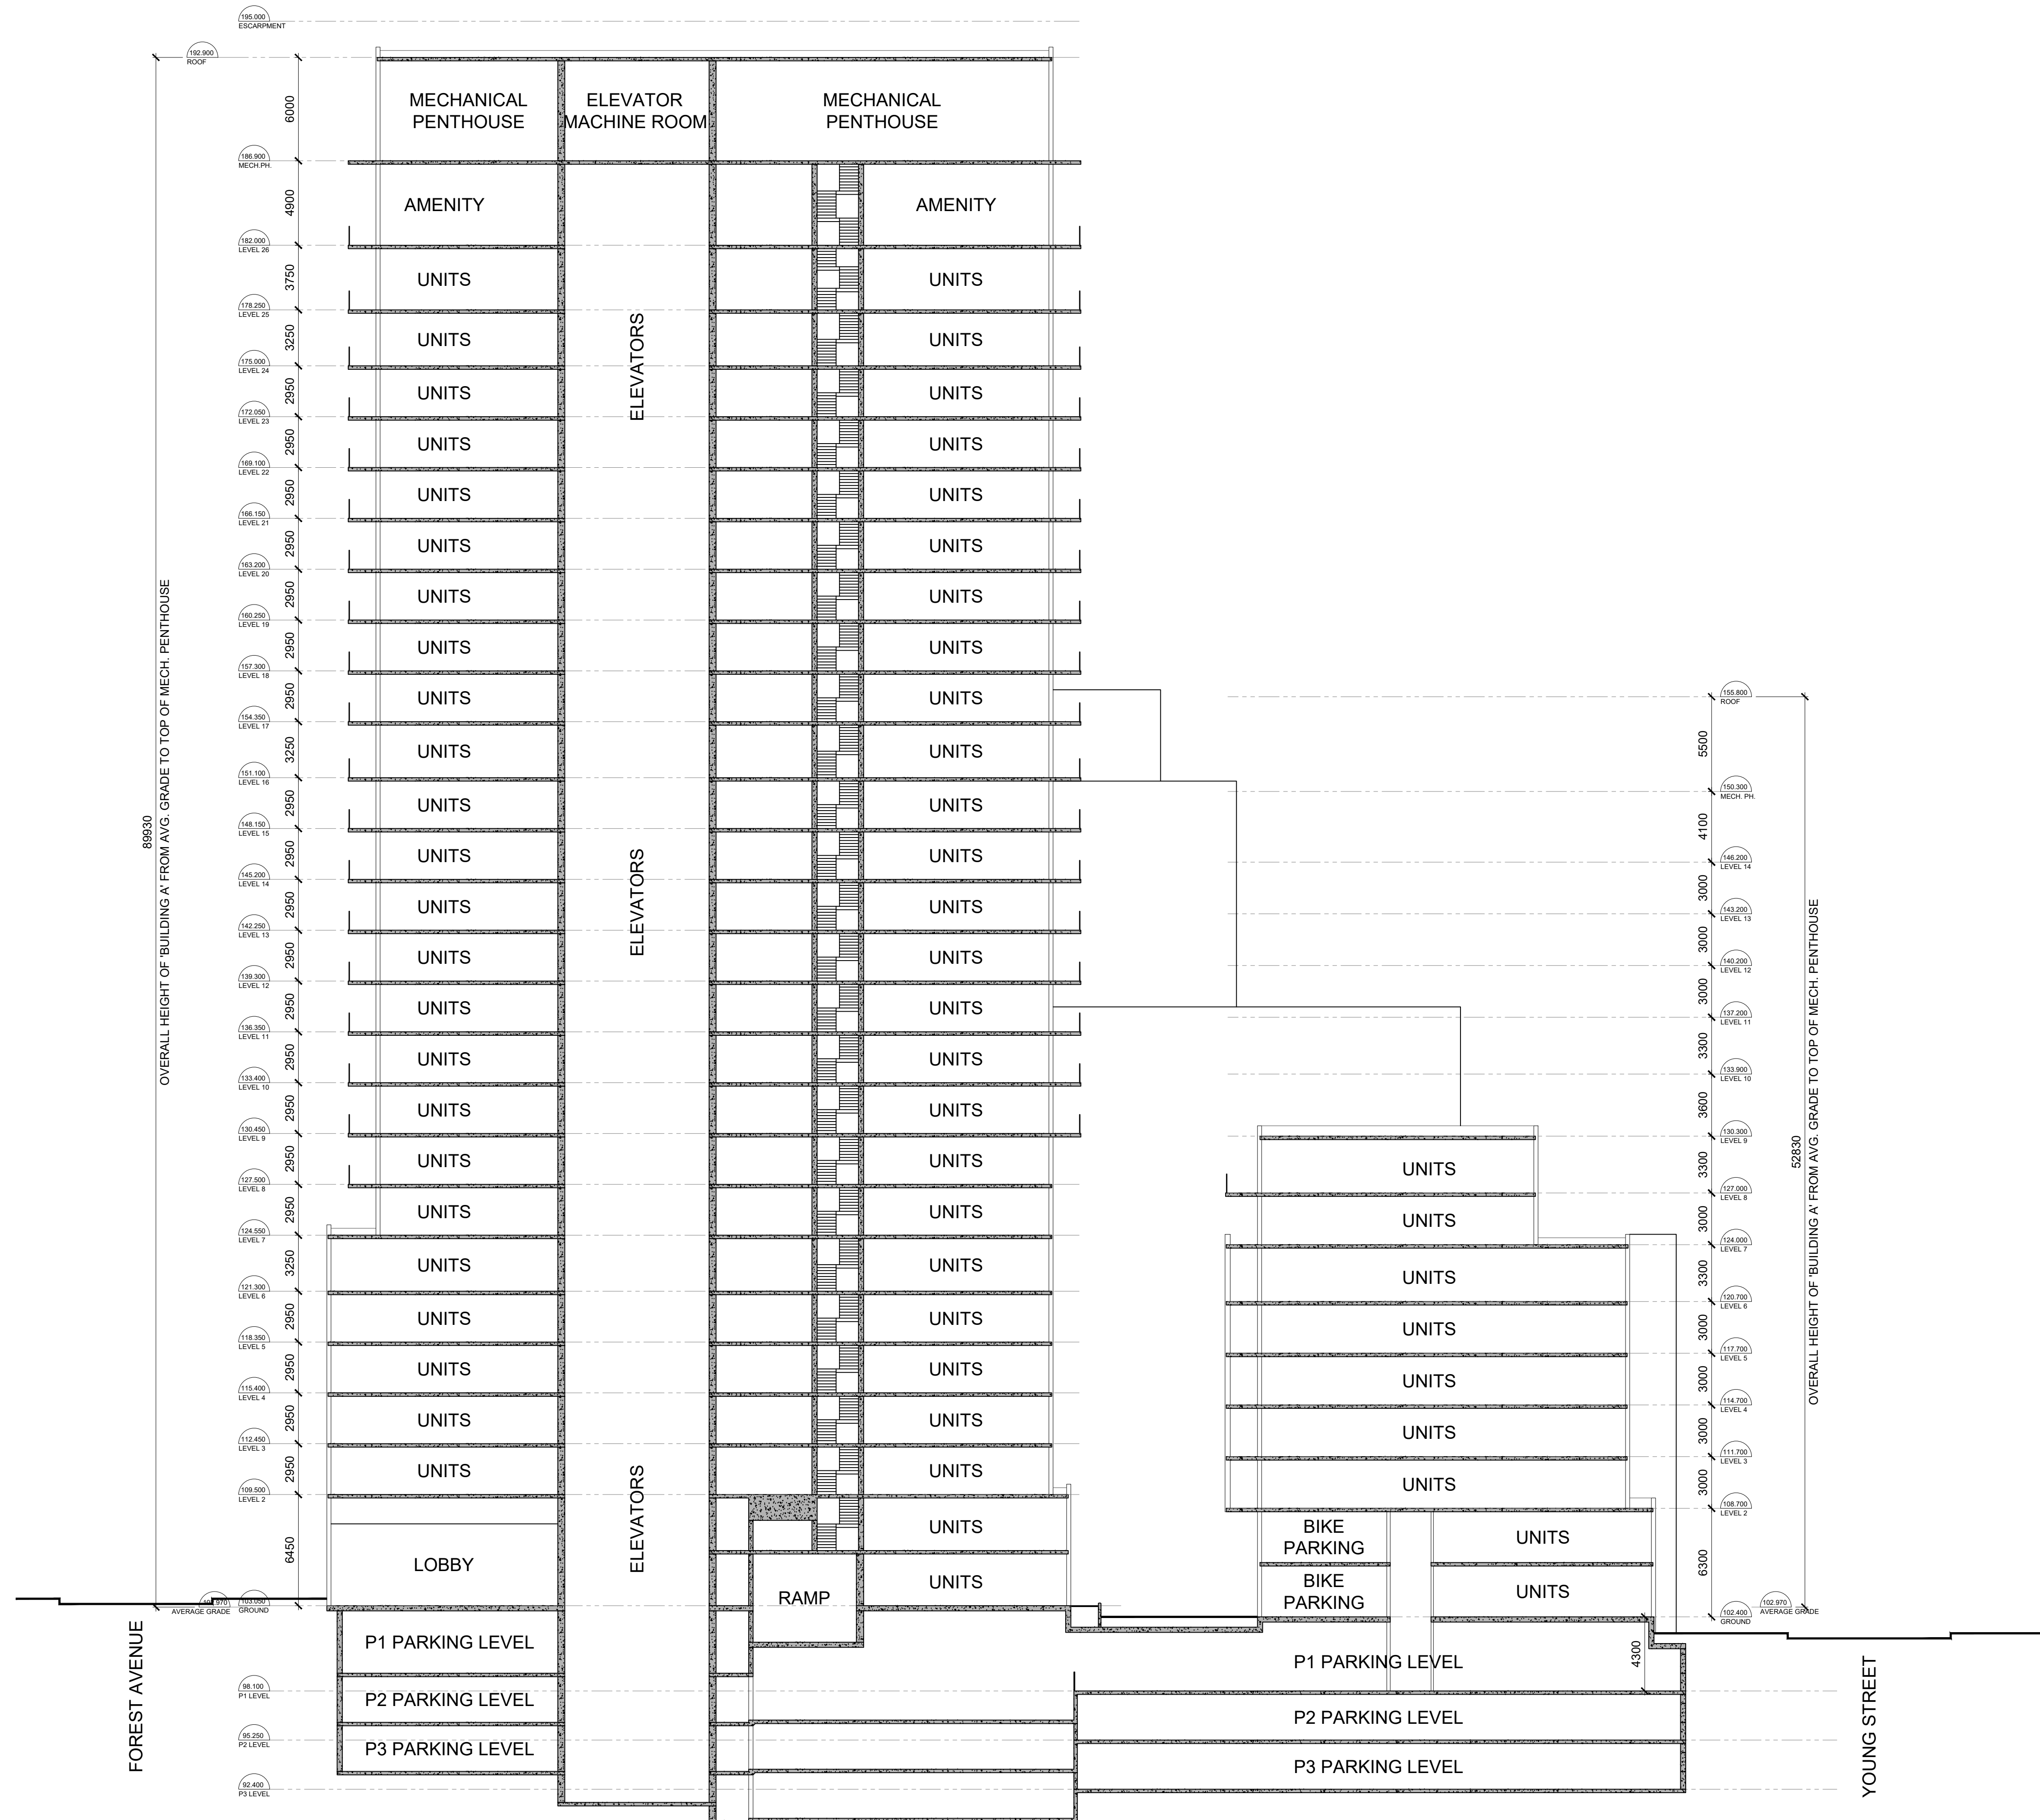 195.000
ESCARPMENT
192.900
ROOF
6000
MECHANICAL
PENTHOUSE
ELEVATOR
MACHINE ROOM
MECHANICAL
PENTHOUSE
186.900
MECH.PH.
4900
AMENITY
AMENITY
182.000
LEVEL 26
3750
UNITS
UNITS
178.250
LEVEL 25
3250
UNITS
UNITS
175.000
LEVEL 24
2950
UNITS
UNITS
172.050
LEVEL 23
ELEVATORS
2950
UNITS
UNITS
169.100
LEVEL 22
2950
UNITS
UNITS
166.150
LEVEL 21
2950
UNITS
UNITS
163.200
LEVEL 20
2950
UNITS
UNITS
160.250
LEVEL 19
2950
UNITS
UNITS
157.300
LEVEL 18
2950
UNITS
UNITS
154.350
LEVEL 17
3250
UNITS
UNITS
151.100
LEVEL 16
2950
UNITS
UNITS
148.150
LEVEL 15
2950
UNITS
UNITS
145.200
LEVEL 14
ELEVATORS
2950
UNITS
UNITS
142.250
LEVEL 13
2950
UNITS
UNITS
139.300
LEVEL 12
2950
UNITS
UNITS
136.350
LEVEL 11
2950
UNITS
UNITS
133.400
LEVEL 10
2950
UNITS
UNITS
130.450
LEVEL 9
2950
UNITS
UNITS
127.500
LEVEL 8
2950
UNITS
UNITS
124.550
LEVEL 7
3250
UNITS
UNITS
121.300
LEVEL 6
2950
UNITS
UNITS
118.350
LEVEL 5
2950
UNITS
UNITS
115.400
LEVEL 4
2950
UNITS
UNITS
112.450
LEVEL 3
2950
UNITS
UNITS
109.500
LEVEL 2
ELEVATORS
6450
LOBBY
UNITS
UNITS
RAMP
103.050
GROUND
AVERAGE GRADE
89930
OVERALL HEIGHT OF 'BUILDING A' FROM AVG. GRADE TO TOP OF MECH. PENTHOUSE
FOREST AVENUE
P1 PARKING LEVEL
98.100
P1 LEVEL
P2 PARKING LEVEL
95.250
P2 LEVEL
P3 PARKING LEVEL
92.400
P3 LEVEL
155.800
ROOF
5500
150.300
MECH. PH.
4100
146.200
LEVEL 14
3000
143.200
LEVEL 13
3000
140.200
LEVEL 12
3000
137.200
LEVEL 11
3300
133.900
LEVEL 10
3600
130.300
LEVEL 9
UNITS
3300
127.000
LEVEL 8
UNITS
3000
124.000
LEVEL 7
UNITS
3300
120.700
LEVEL 6
UNITS
3000
117.700
LEVEL 5
UNITS
3000
114.700
LEVEL 4
UNITS
3000
111.700
LEVEL 3
UNITS
3000
108.700
LEVEL 2
BIKE
PARKING
UNITS
BIKE
PARKING
UNITS
6300
102.400
GROUND
102.970
AVERAGE GRADE
52830
OVERALL HEIGHT OF 'BUILDING A' FROM AVG. GRADE TO TOP OF MECH. PENTHOUSE
4300
P1 PARKING LEVEL
P2 PARKING LEVEL
P3 PARKING LEVEL
YOUNG STREET